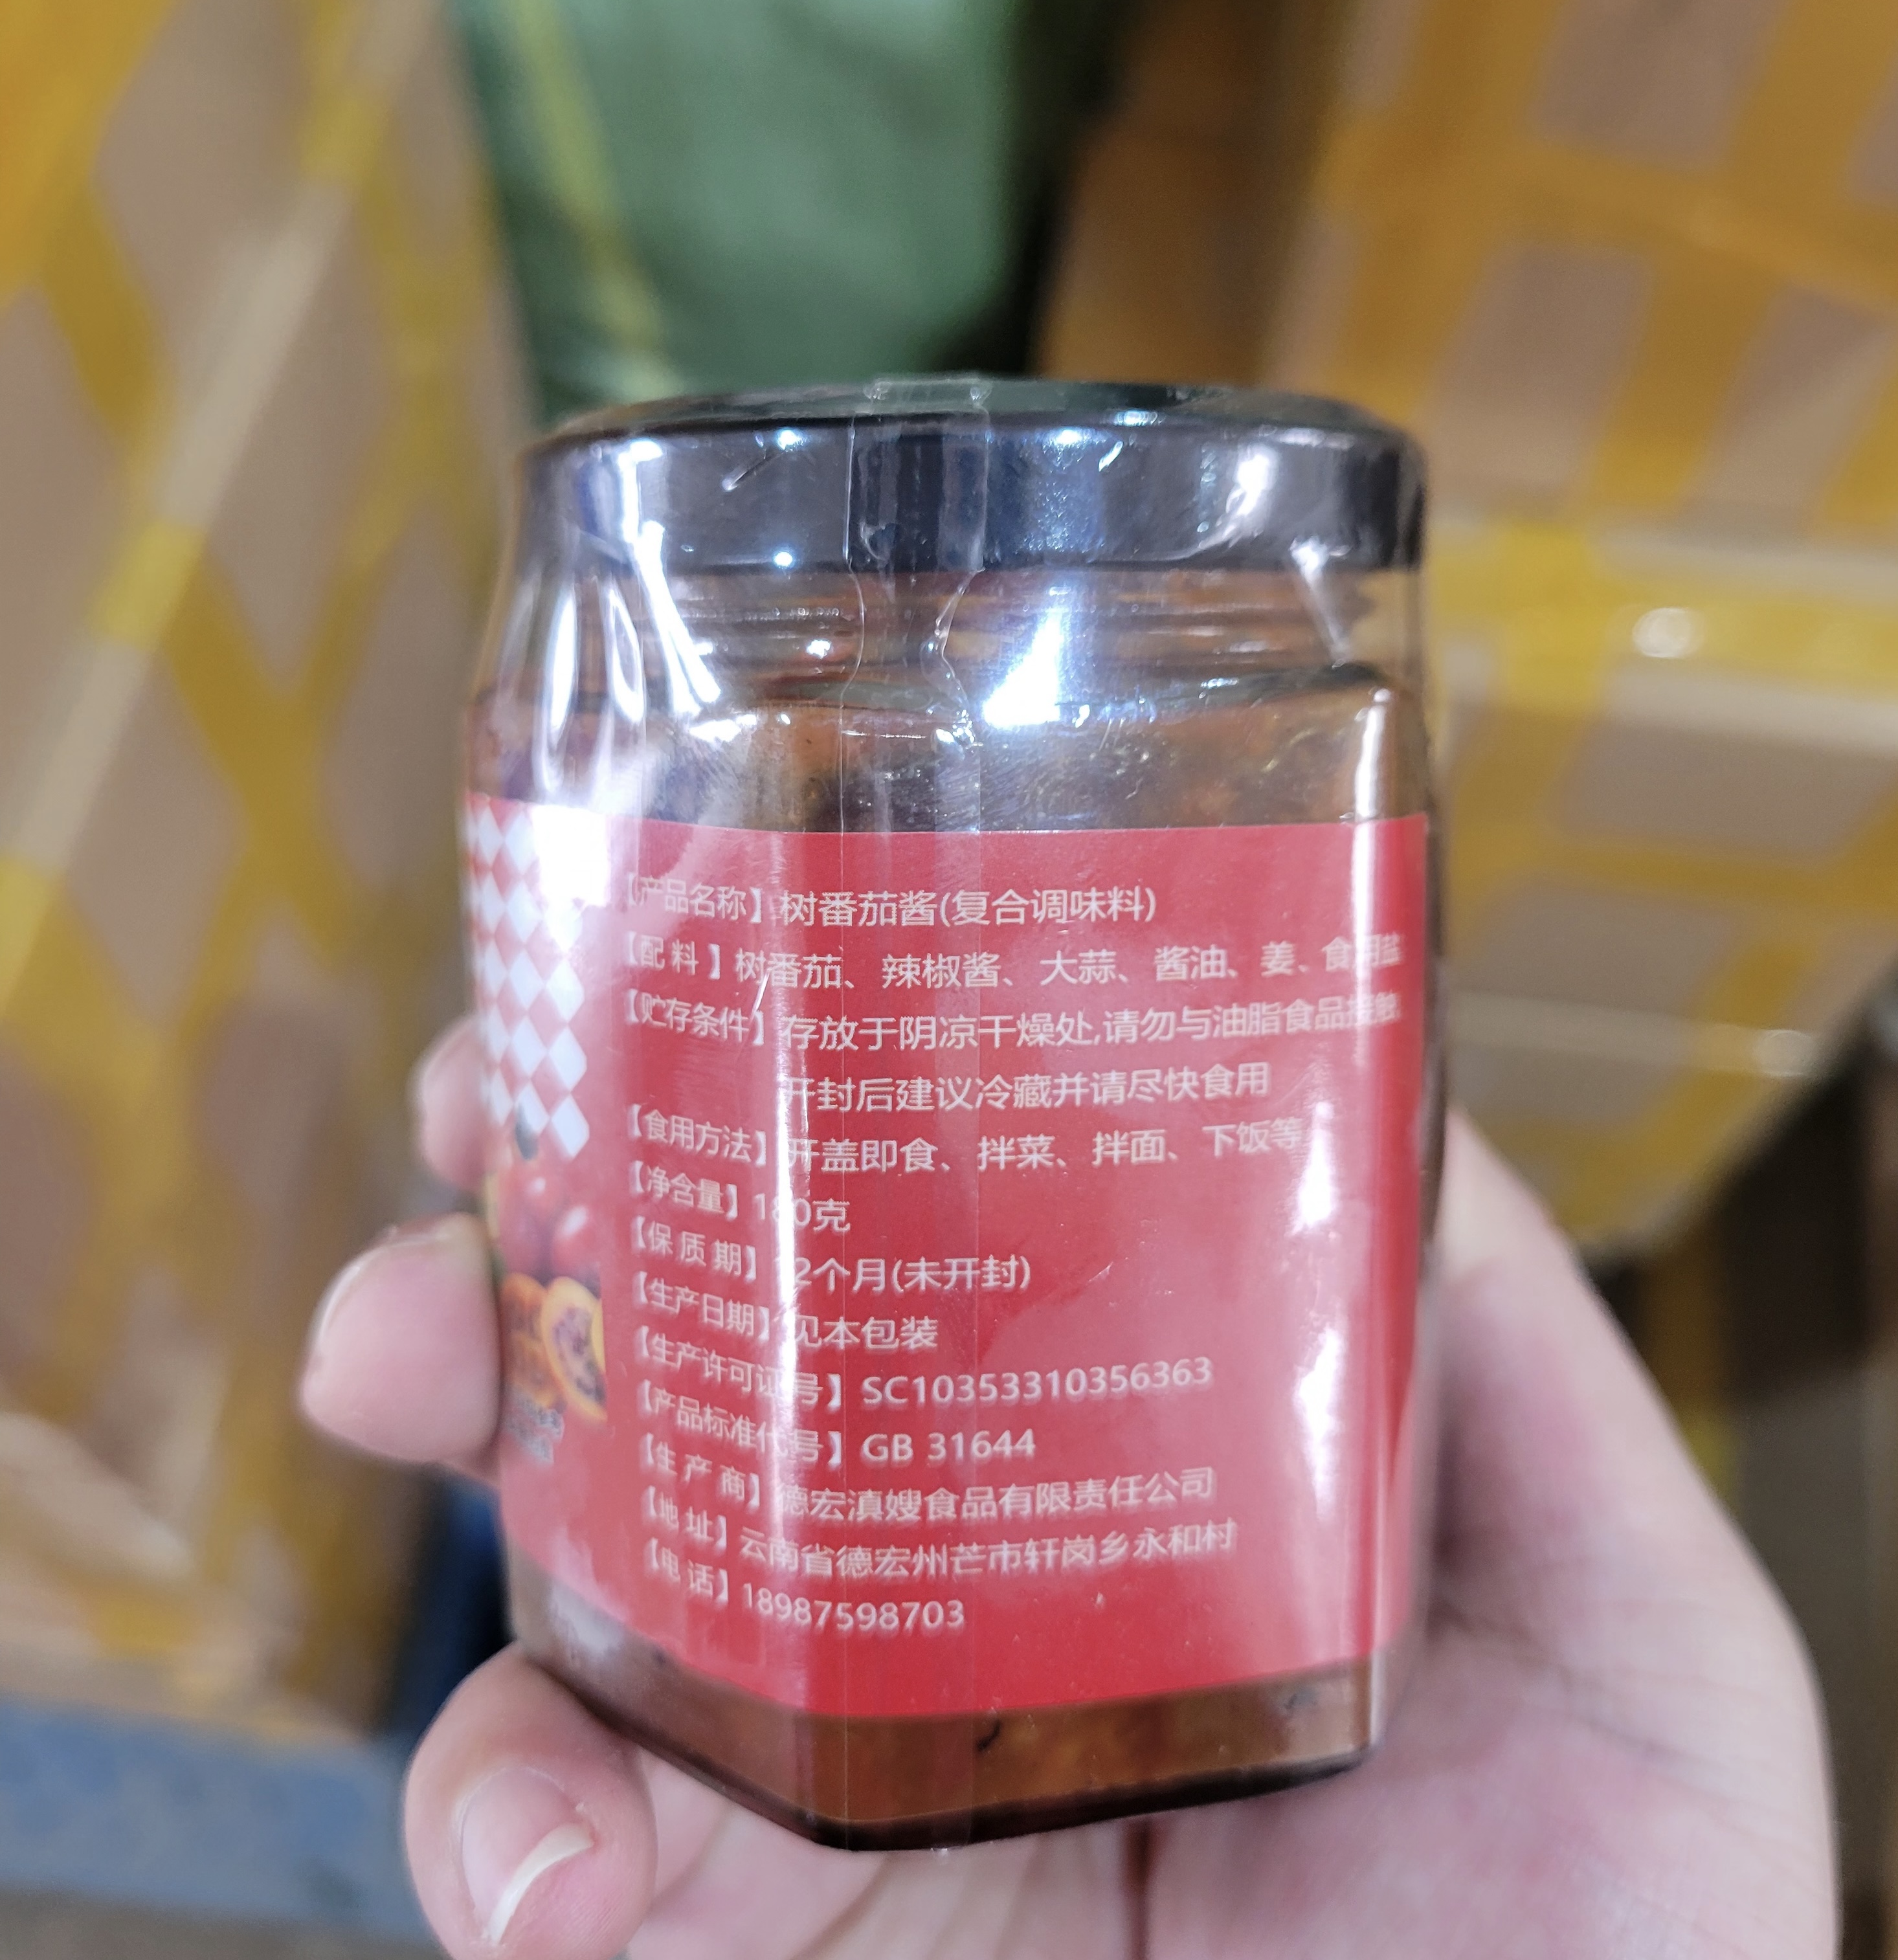 【产品名称】树番茄酱(复合调味料)
【配 料】树番茄、辣椒酱、大蒜、酱油、姜、食用盐
【贮存条件】存放于阴凉干燥处,请勿与油脂食品接触,
开封后建议冷藏并请尽快食用
【食用方法】开盖即食、拌菜、拌面、下饭等
【净含量】180克
【保 质 期】12个月(未开封)
【生产日期】见本包装
【生产许可证号】SC10353310356363
【产品标准代号】GB 31644
【生 产 商】德宏滇嫂食品有限责任公司
【地 址】云南省德宏州芒市轩岗乡永和村
【电 话】18987598703